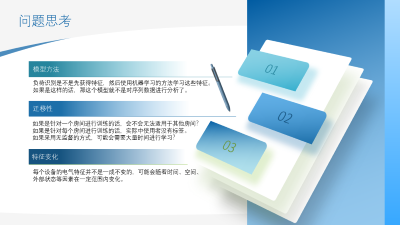 问题思考
模型方法
负荷识别是不是先获得特征，然后使用机器学习的方法学习这些特征。
如果是这样的话，那这个模型就不是对序列数据进行分析了。
迁移性
如果是针对一个房间进行训练的话，会不会无法适用于其他房间？
如果是针对每个房间进行训练的话，实际中使用者没有标签。
如果采用无监督的方式，可能会需要大量时间进行学习？
特征变化
每个设备的电气特征并不是一成不变的，可能会随着时间、空间、
外部状态等因素在一定范围内变化。
01
02
03